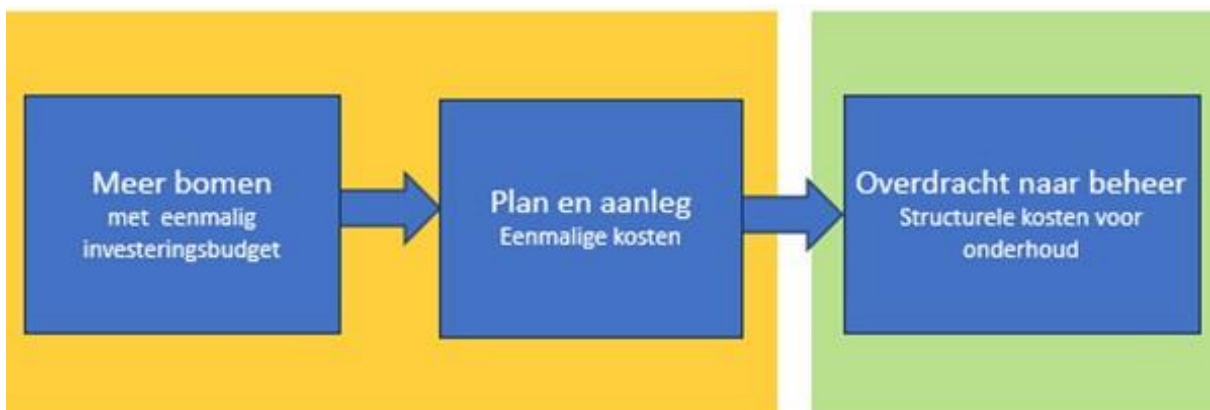 Meer bomen
met eenmalig
investeringsbudget
Plan en aanleg
Eenmalige kosten
Overdracht naar beheer
Structurele kosten voor
onderhoud